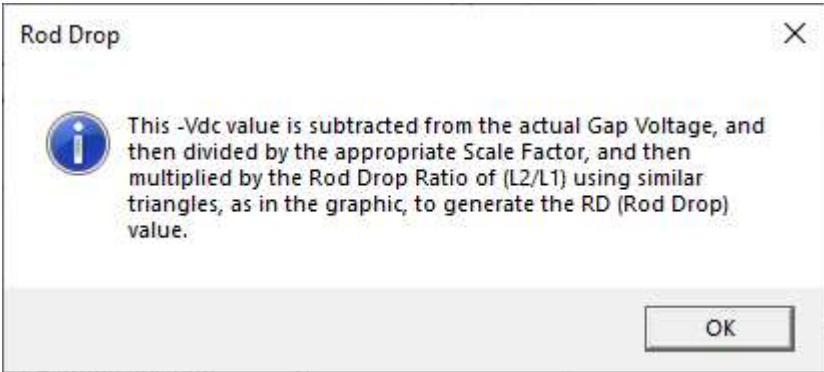 Rod Drop
This -Vdc value is subtracted from the actual Gap Voltage, and
then divided by the appropriate Scale Factor, and then
multiplied by the Rod Drop Ratio of (L2/L1) using similar
triangles, as in the graphic, to generate the RD (Rod Drop)
value.
OK